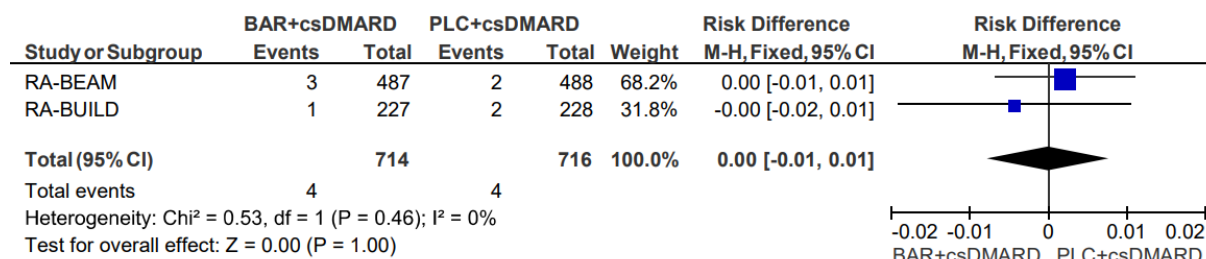 BAR+csDMARD PLC+csDMARD Risk Difference Risk Difference
Study or Subgroup Events Total Events Total Weight M-H, Fixed, 95% CI M-H, Fixed, 95% CI
RA-BEAM 3 487 2 488 68.2% 0.00 [-0.01, 0.01]
RA-BUILD 1 227 2 228 31.8% -0.00 [-0.02, 0.01]
Total (95% CI) 714 716 100.0% 0.00 [-0.01, 0.01]
Total events 4 4
Heterogeneity: Chi² = 0.53, df = 1 (P = 0.46); I² = 0%
Test for overall effect: Z = 0.00 (P = 1.00)
-0.02 -0.01 0 0.01 0.02
BAR+csDMARD PLC+csDMARD